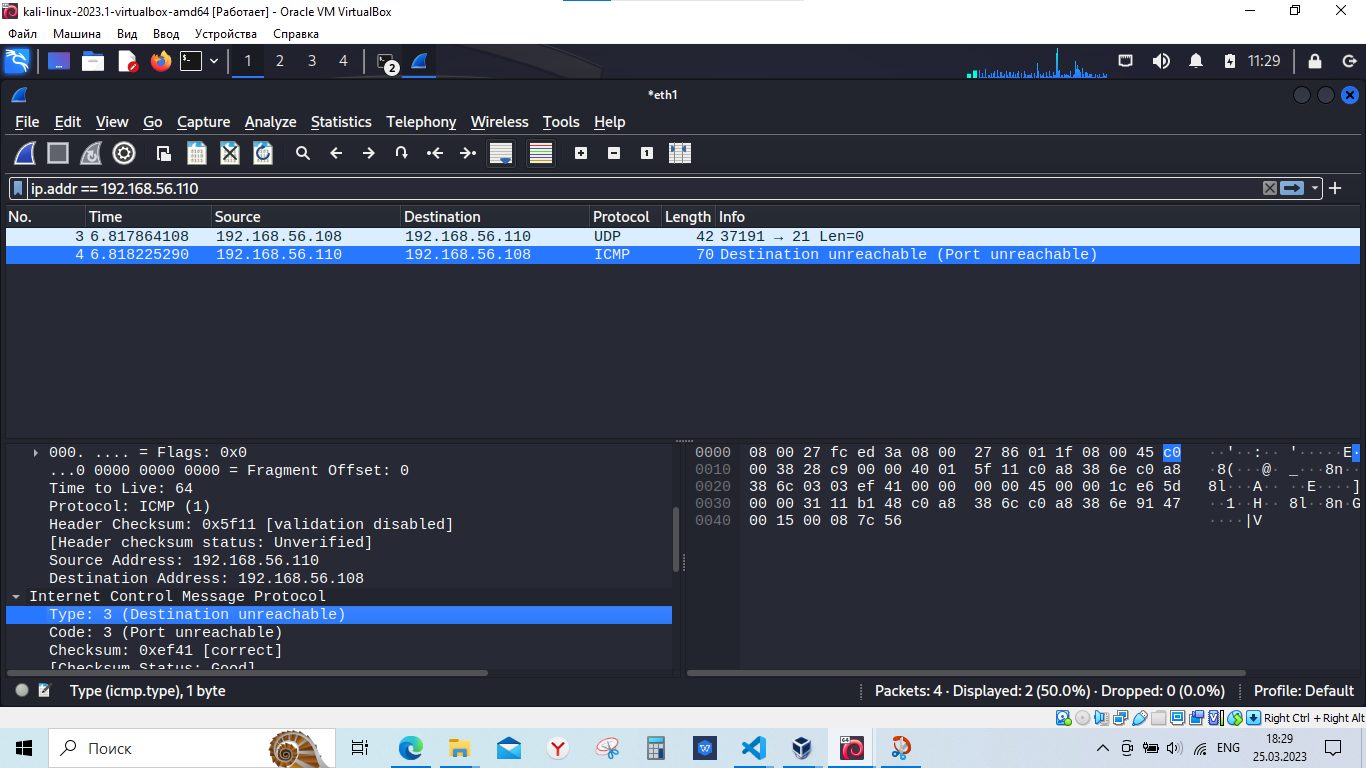 kali-linux-2023.1-virtualbox-amd64 [Работает] - Oracle VM VirtualBox
Файл Машина Вид Ввод Устройства Справка
1 2 3 4 2 11:29
*eth1
File Edit View Go Capture Analyze Statistics Telephony Wireless Tools Help
ip.addr == 192.168.56.110
No. Time Source Destination Protocol Length Info
3 6.817864108 192.168.56.108 192.168.56.110 UDP 42 37191 → 21 Len=0
4 6.818225290 192.168.56.110 192.168.56.108 ICMP 70 Destination unreachable (Port unreachable)
000. .... = Flags: 0x0
...0 0000 0000 0000 = Fragment Offset: 0
Time to Live: 64
Protocol: ICMP (1)
Header Checksum: 0x5f11 [validation disabled]
[Header checksum status: Unverified]
Source Address: 192.168.56.110
Destination Address: 192.168.56.108
Internet Control Message Protocol
Type: 3 (Destination unreachable)
Code: 3 (Port unreachable)
Checksum: 0xef41 [correct]
[Checksum Status: Good]
0000 08 00 27 fc ed 3a 08 00 27 86 01 1f 08 00 45 c0 ··'··:·· '·····E·
0010 00 38 28 c9 00 00 40 01 5f 11 c0 a8 38 6e c0 a8 ·8(···@· _···8n··
0020 38 6c 03 03 ef 41 00 00 00 00 45 00 00 1c e6 5d 8l···A·· ··E····]
0030 00 00 31 11 b1 48 c0 a8 38 6c c0 a8 38 6e 91 47 ··1··H·· 8l··8n·G
0040 00 15 00 08 7c 56 ····|V
Type (icmp.type), 1 byte
Packets: 4 · Displayed: 2 (50.0%) · Dropped: 0 (0.0%)
Profile: Default
Right Ctrl + Right Alt
Поиск
ENG
18:29
25.03.2023